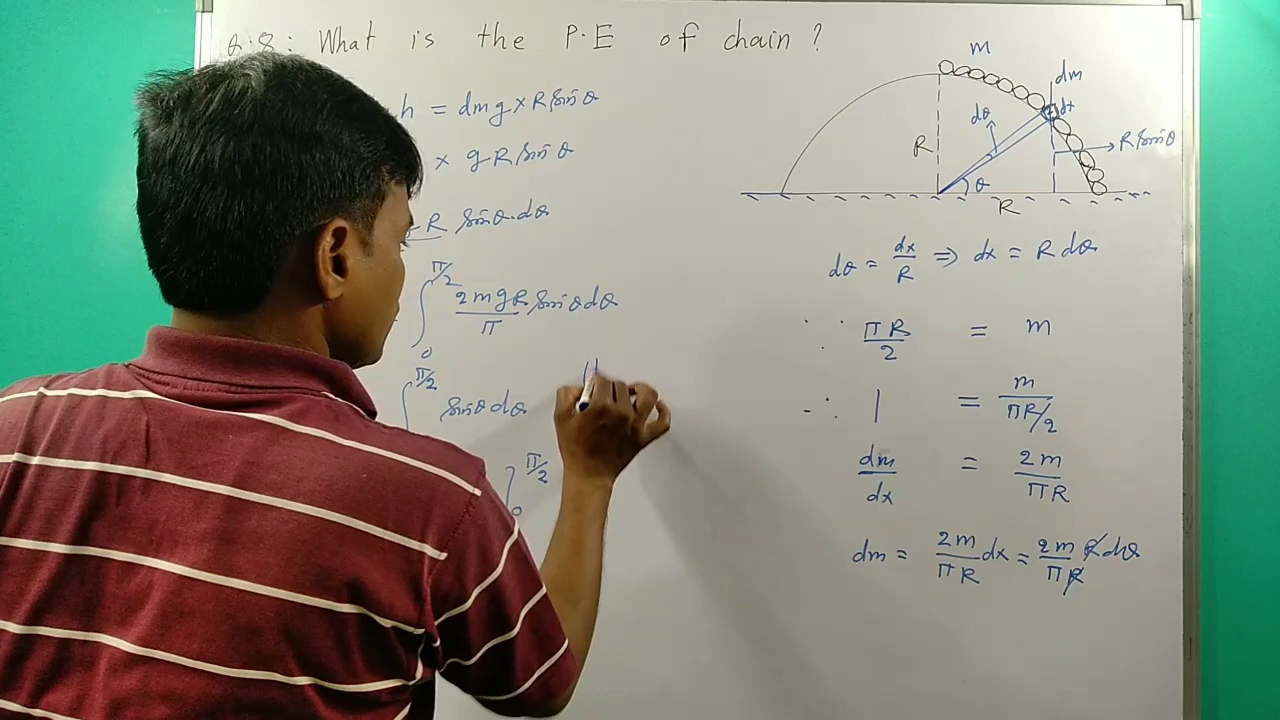 Q.8: What is the P.E of chain ?
h = dmg × R sinθ
× gR sinθ
R sinθ.dθ
∫₀^{π/2} 2mgR/π sinθ dθ
∫^{π/2} sinθ dθ
]₀^{π/2}
m
dm
dθ
R
R sinθ
θ
R
dθ = dx/R ⇒ dx = R dθ
∵ πR/2 = m
∴ 1 = m/(πR/2)
dm/dx = 2m/πR
dm = 2m/πR dx = 2m/πR R dθ